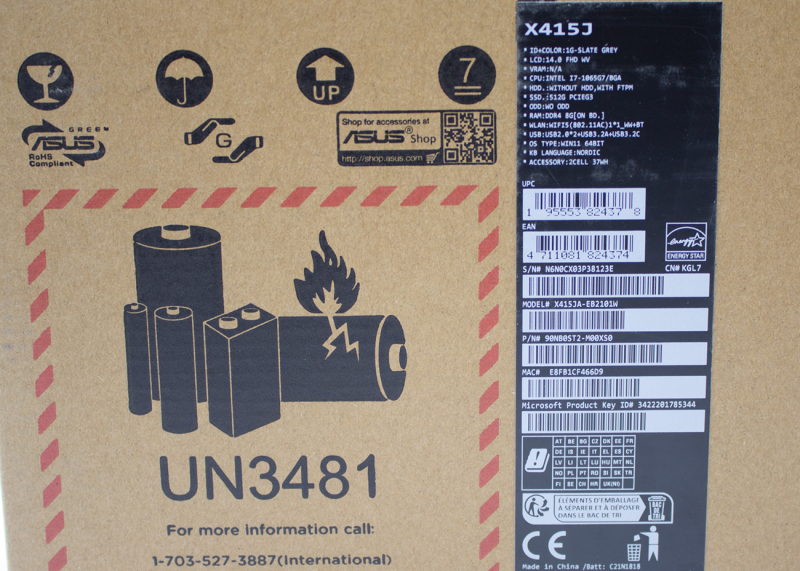 X415J
* ID+COLOR:1G-SLATE GREY
* LCD:14.0 FHD WV
* VRAM:N/A
* CPU:INTEL I7-1065G7/BGA
* HDD.:WITHOUT HDD,WITH FTPM
* SSD.:512G PCIEG3
* ODD:WO ODD
* RAM:DDR4 8G[ON BD.]
* WLAN:WIFI5(802.11AC)1*1_WW+BT
* USB:USB2.0*2+USB3.2A+USB3.2C
* OS TYPE:WIN11 64BIT
* KB LANGUAGE:NORDIC
* ACCESSORY:2CELL 37WH
UPC
1 95553 82437 8
EAN
4 711081 824374
energy
ENERGY STAR
S/N# N6N0CX03P38123E CN# KGL7
MODEL# X415JA-EB2101W
P/N# 90NB0ST2-M00XS0
MAC# E8FB1CF466D9
Microsoft Product Key ID# 3422201785344
AT BE BG CZ DK EE FR
DE IB IE IT EL ES CY
LV LI LT LU HU MT NL
NO PL PT RO SI SK TR
FI SE CH HR UK(NI)
ÉLÉMENTS D'EMBALLAGE
À SÉPARER ET À DÉPOSER
DANS LE BAC DE TRI
BAC
DE
TRI
CE
Made in China /Batt: C21N1818
UP
7
GREEN
ASUS
RoHS
Compliant
G
Shop for accessories at
ASUS® Shop
http://shop.asus.com
UN3481
For more information call:
1-703-527-3887(International)